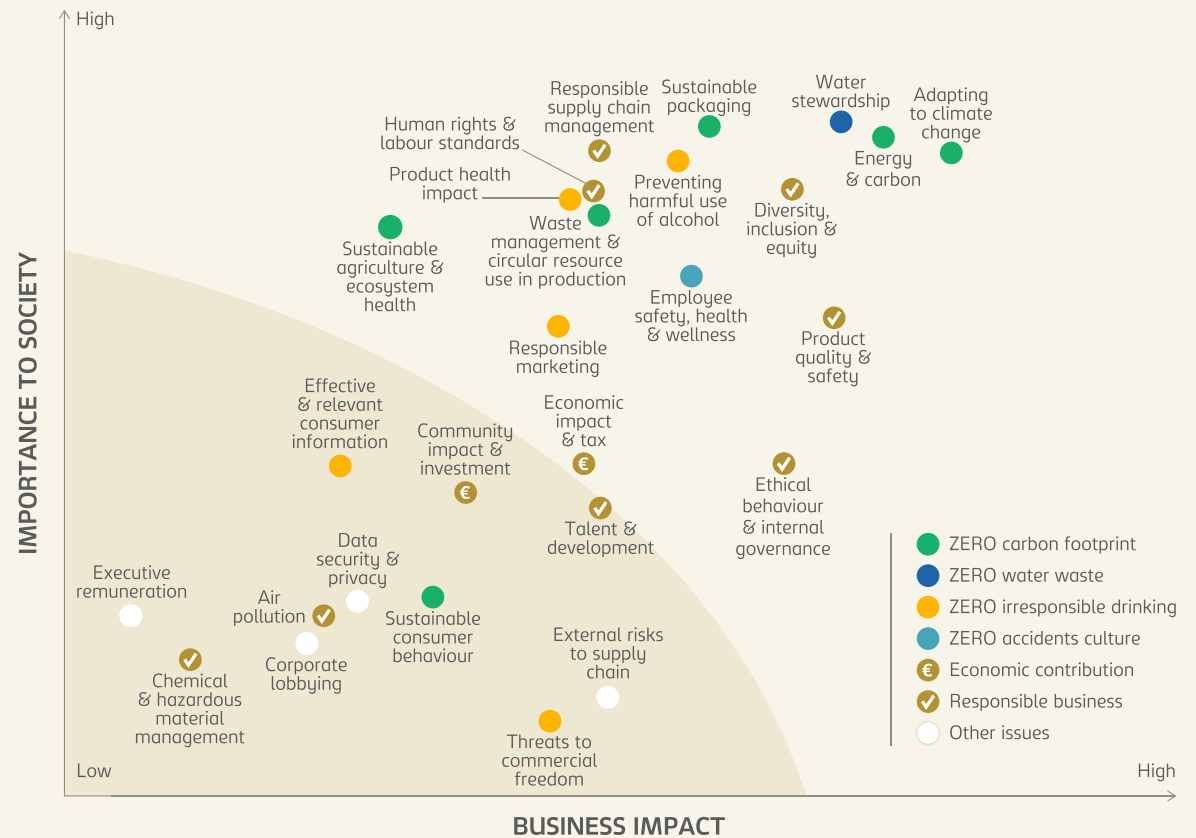 High
Responsible
supply chain
management
Sustainable
packaging
Water
stewardship
Adapting
to climate
change
Human rights &
labour standards
Product health
impact
Energy
& carbon
Preventing
harmful use
of alcohol
Diversity,
inclusion &
equity
Waste
management &
circular resource
use in production
Sustainable
agriculture &
ecosystem
health
Employee
safety, health
& wellness
Product
quality &
safety
Responsible
marketing
IMPORTANCE TO SOCIETY
Effective
& relevant
consumer
information
Community
impact &
investment
€
Economic
impact
& tax
€
Talent &
development
Ethical
behaviour
& internal
governance
Data
security &
privacy
Executive
remuneration
Air
pollution
Sustainable
consumer
behaviour
Corporate
lobbying
Chemical
& hazardous
material
management
External risks
to supply
chain
Threats to
commercial
freedom
ZERO carbon footprint
ZERO water waste
ZERO irresponsible drinking
ZERO accidents culture
€ Economic contribution
Responsible business
Other issues
Low
High
BUSINESS IMPACT